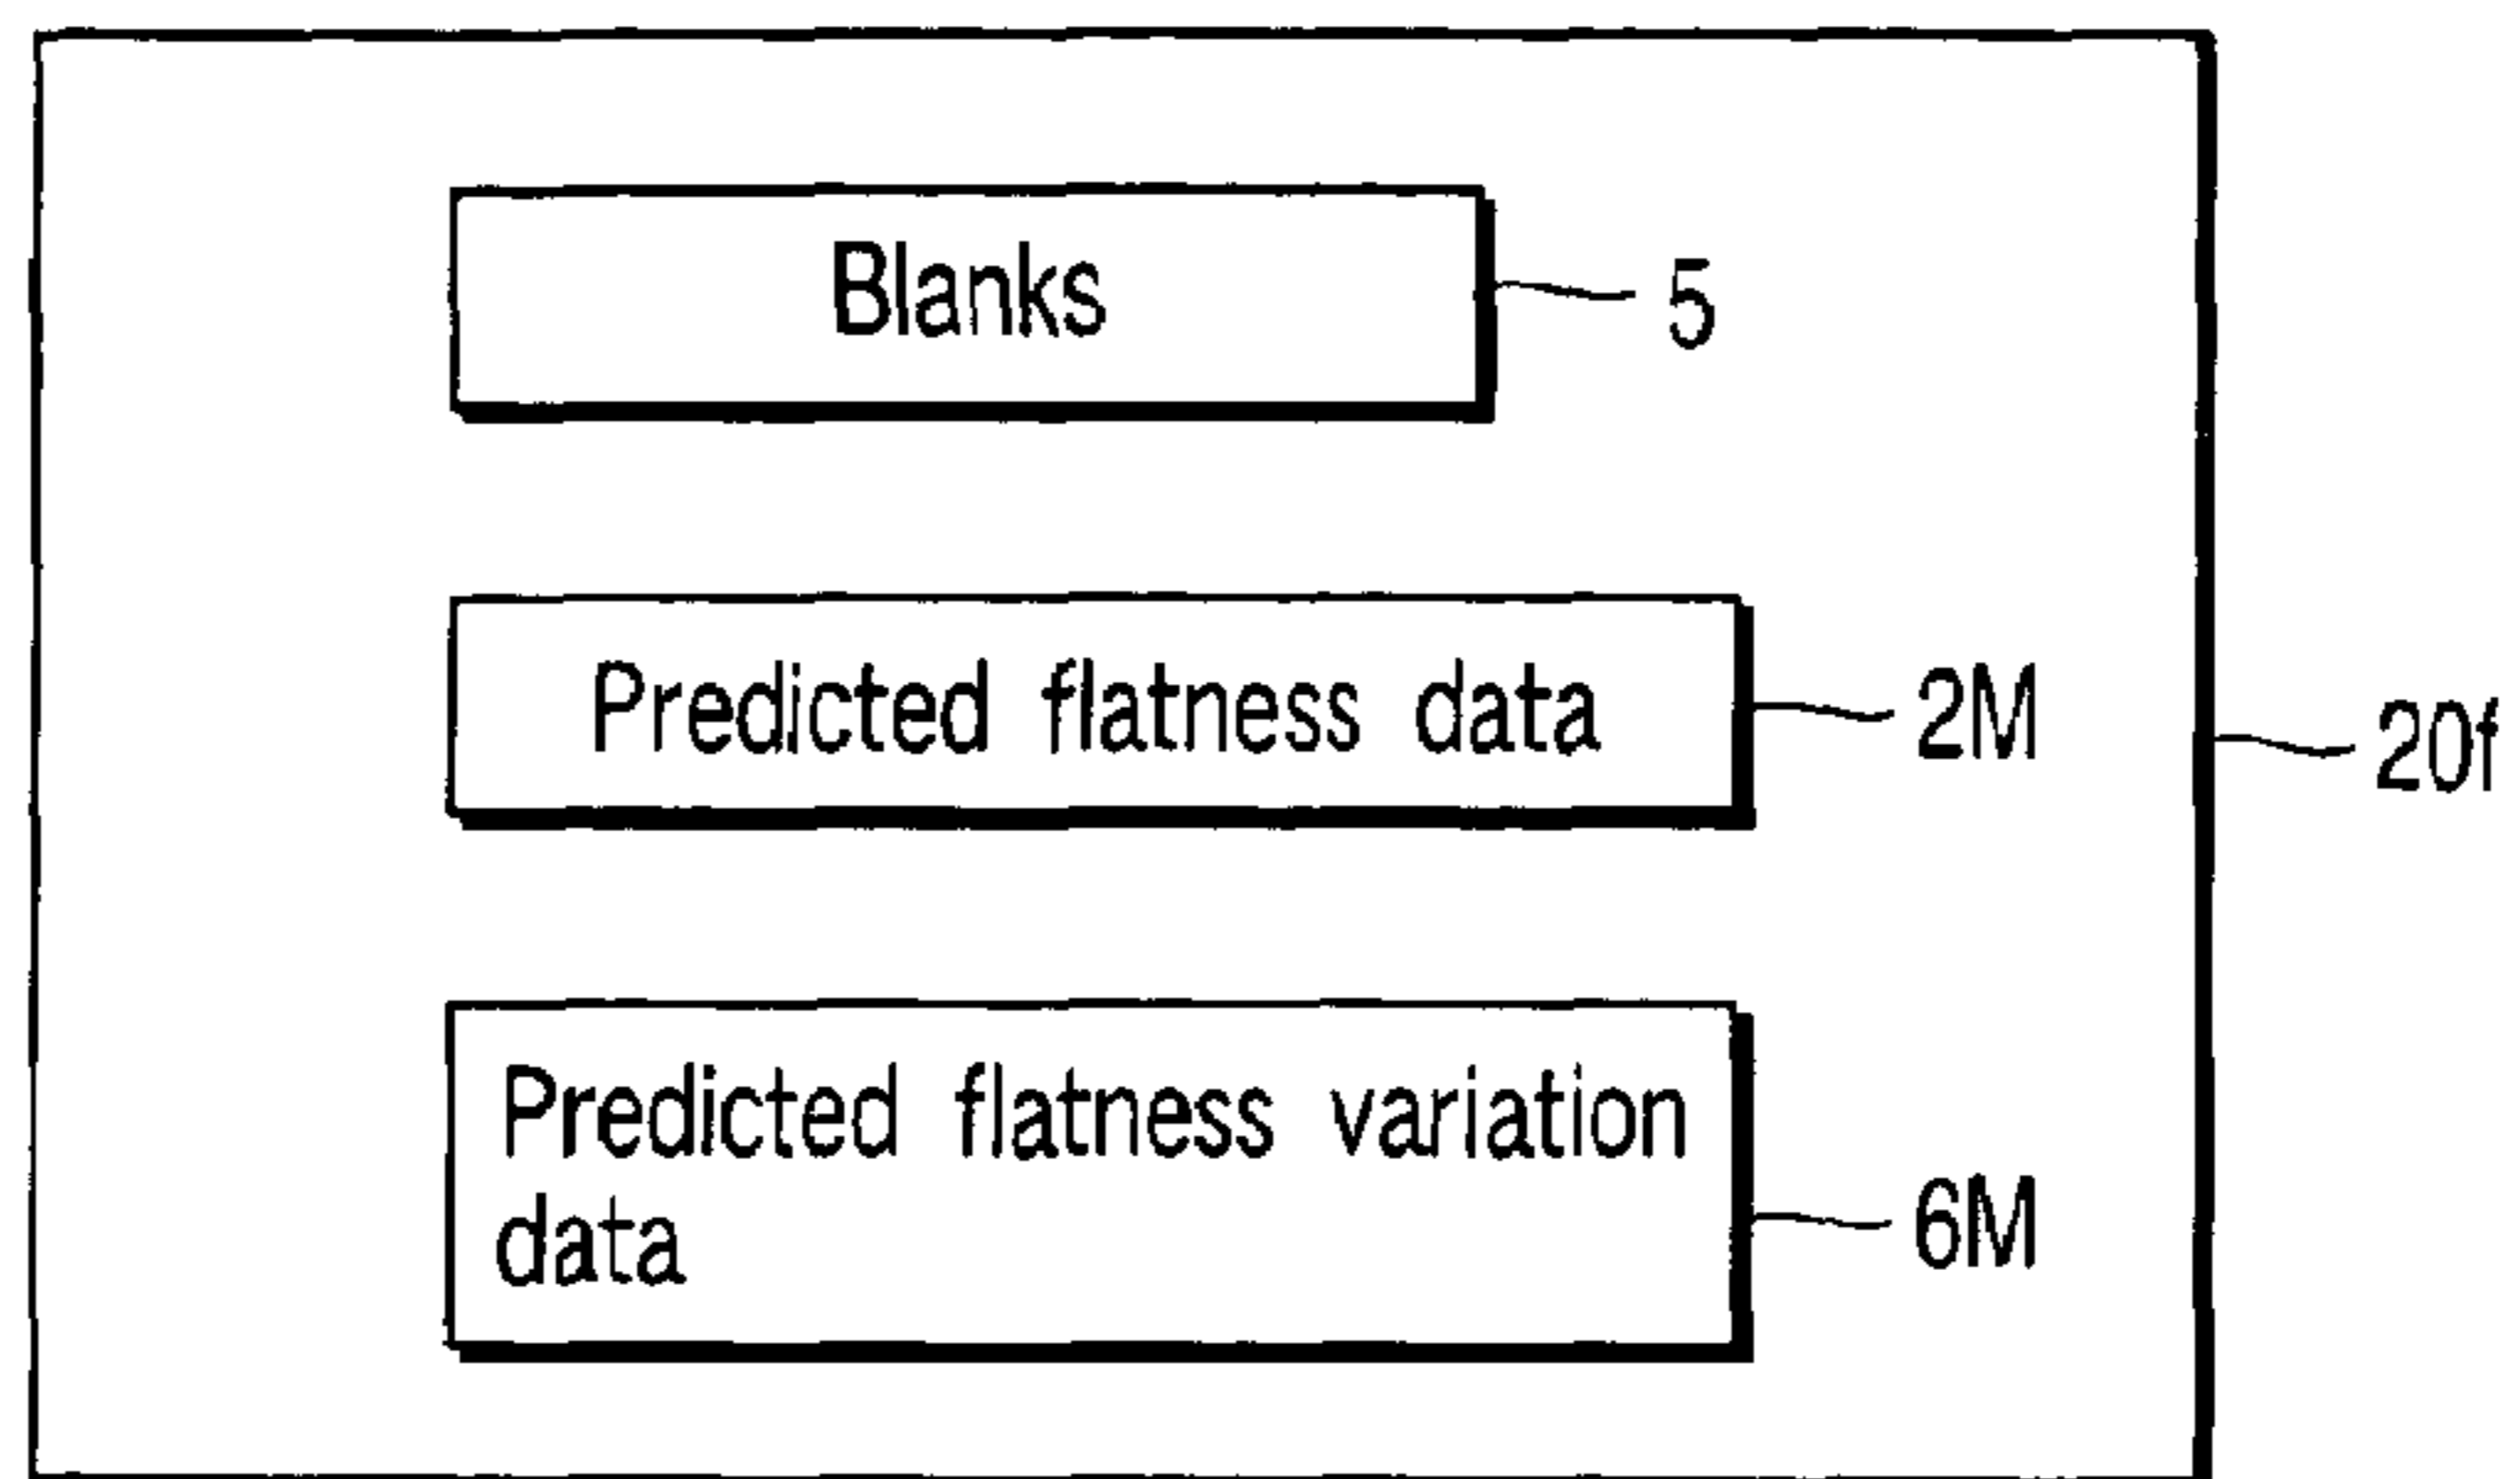 Blanks
5
Predicted flatness data
2M
20f
Predicted flatness variation
data
6M